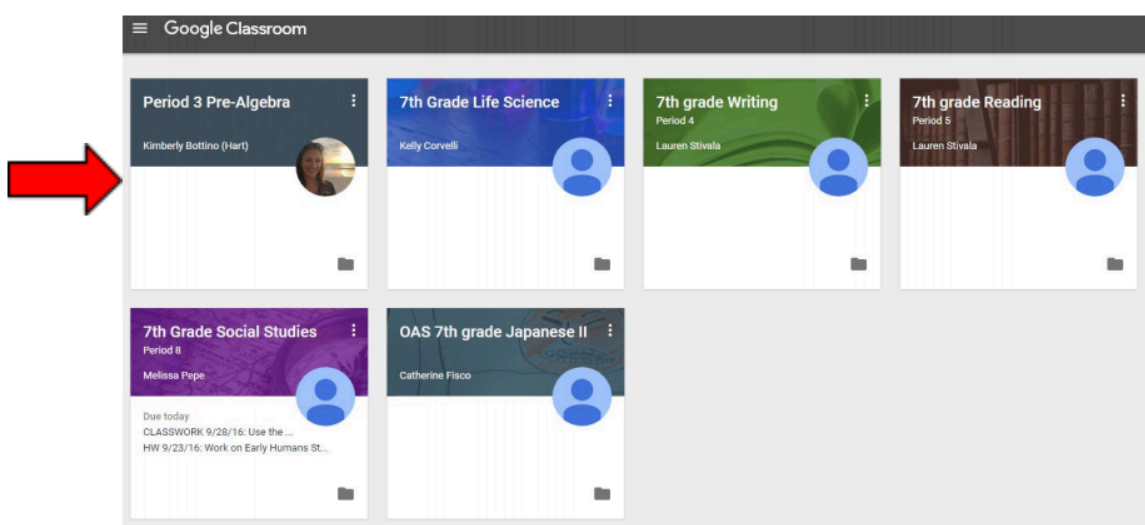 Google Classroom
Period 3 Pre-Algebra
Kimberly Bottino (Hart)
7th Grade Life Science
Kelly Corvelli
7th grade Writing
Period 4
Lauren Stivala
7th grade Reading
Period 5
Lauren Stivala
7th Grade Social Studies
Period 8
Melissa Pepe
Due today
CLASSWORK 9/28/16: Use the ...
HW 9/23/16: Work on Early Humans St...
OAS 7th grade Japanese II
Catherine Fisco